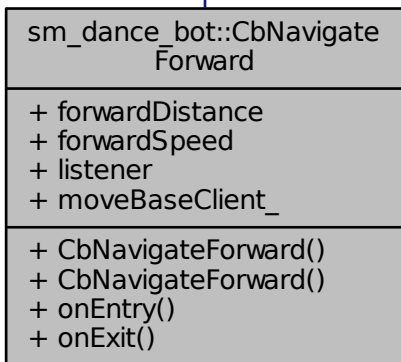 sm_dance_bot::CbNavigate
Forward
+ forwardDistance
+ forwardSpeed
+ listener
+ moveBaseClient_
+ CbNavigateForward()
+ CbNavigateForward()
+ onEntry()
+ onExit()